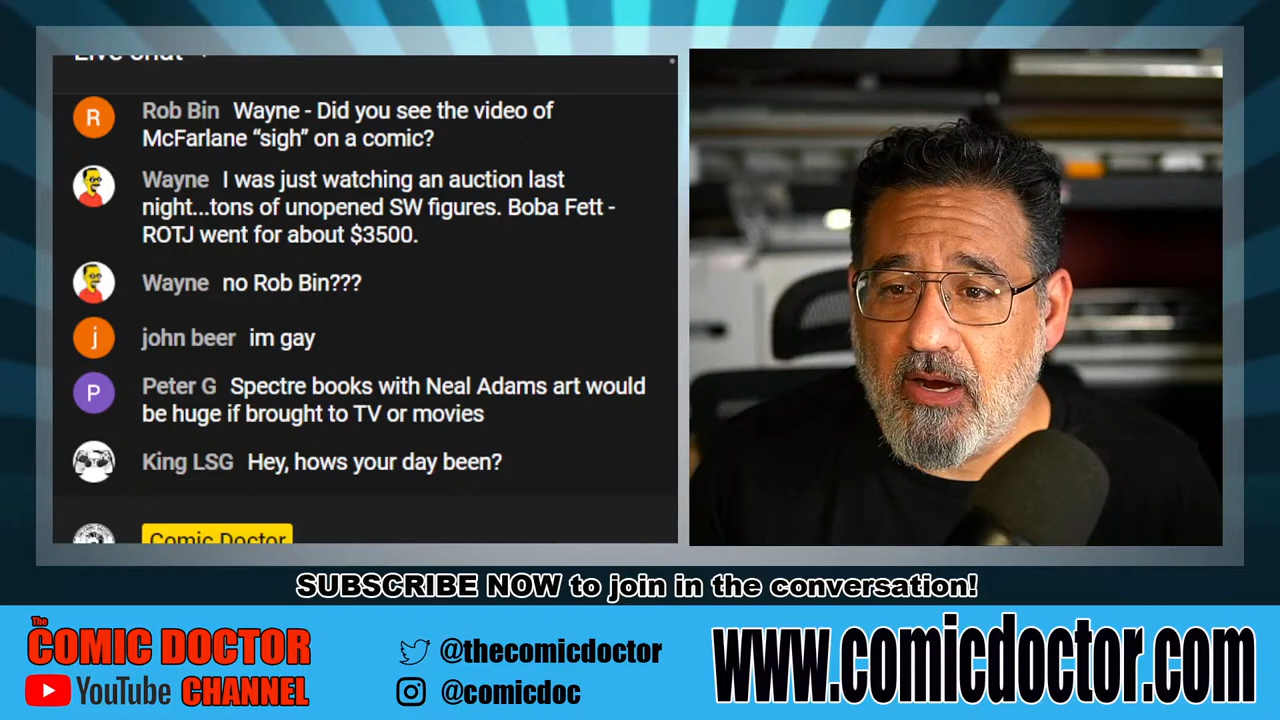 Live chat
R
Rob Bin Wayne - Did you see the video of
McFarlane “sigh” on a comic?
Wayne I was just watching an auction last
night...tons of unopened SW figures. Boba Fett -
ROTJ went for about $3500.
Wayne no Rob Bin???
j
john beer im gay
P
Peter G Spectre books with Neal Adams art would
be huge if brought to TV or movies
King LSG Hey, hows your day been?
Comic Doctor
SUBSCRIBE NOW to join in the conversation!
The
COMIC DOCTOR
YouTube CHANNEL
@thecomicdoctor
@comicdoc
www.comicdoctor.com